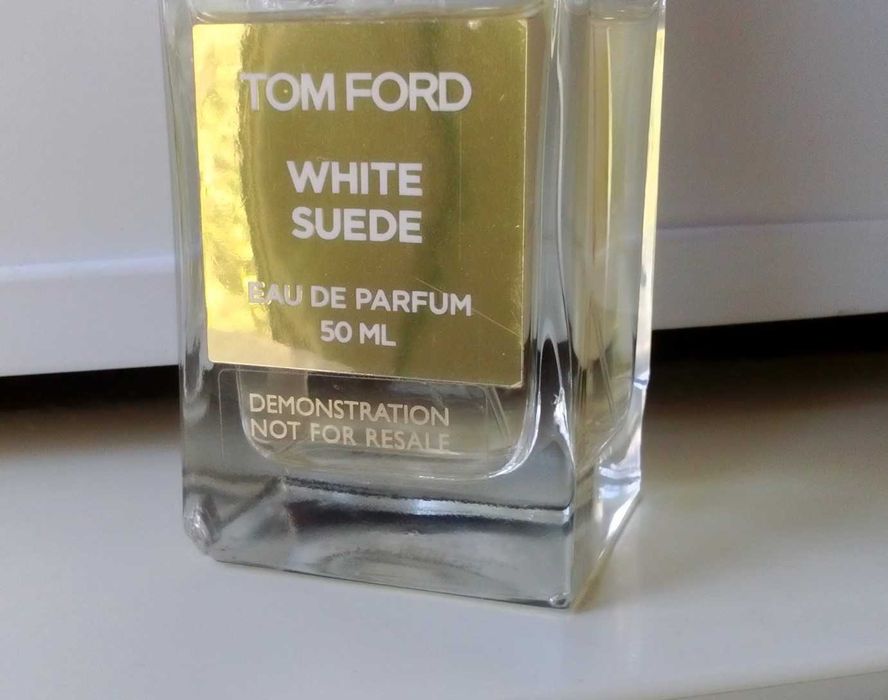 TOM FORD
WHITE
SUEDE
EAU DE PARFUM
50 ML
DEMONSTRATION
NOT FOR RESALE